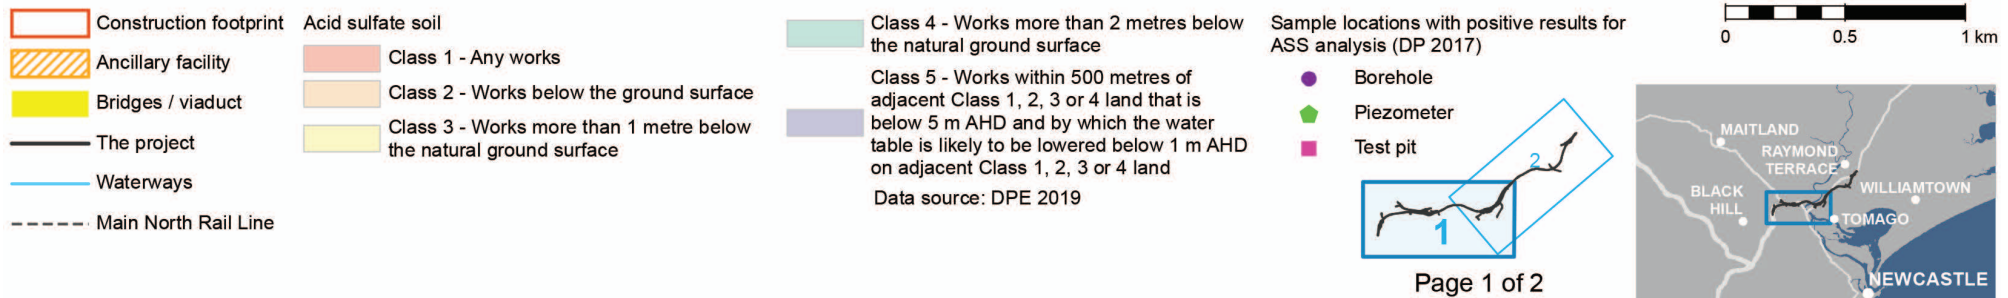 Construction footprint
Ancillary facility
Bridges / viaduct
The project
Waterways
Main North Rail Line
Acid sulfate soil
Class 1 - Any works
Class 2 - Works below the ground surface
Class 3 - Works more than 1 metre below
the natural ground surface
Class 4 - Works more than 2 metres below
the natural ground surface
Class 5 - Works within 500 metres of
adjacent Class 1, 2, 3 or 4 land that is
below 5 m AHD and by which the water
table is likely to be lowered below 1 m AHD
on adjacent Class 1, 2, 3 or 4 land
Data source: DPE 2019
Sample locations with positive results for
ASS analysis (DP 2017)
Borehole
Piezometer
Test pit
2
1
Page 1 of 2
0 0.5 1 km
MAITLAND
RAYMOND
TERRACE
BLACK
HILL
WILLIAMTOWN
TOMAGO
NEWCASTLE